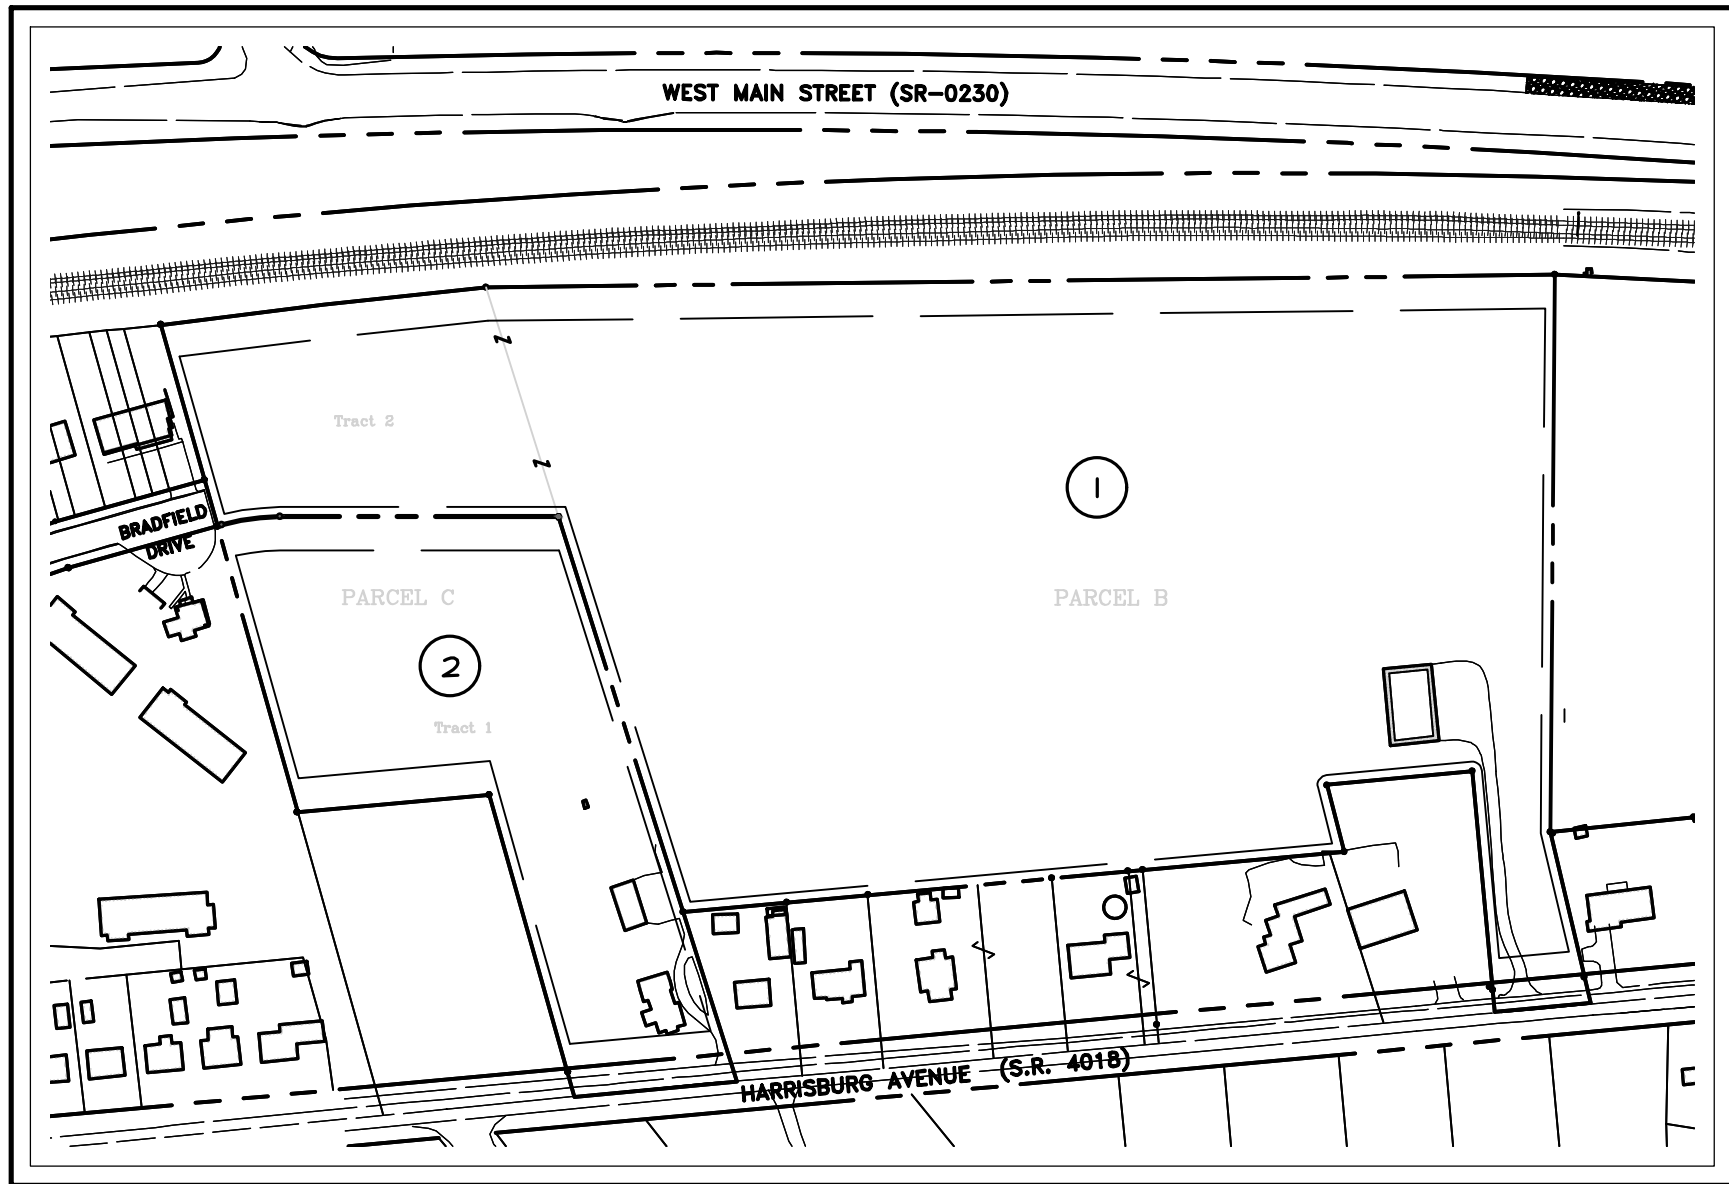 WEST MAIN STREET (SR-0230)
Tract 2
1
BRADFIELD
DRIVE
PARCEL C
PARCEL B
2
Tract 1
HARRISBURG AVENUE (S.R. 4018)